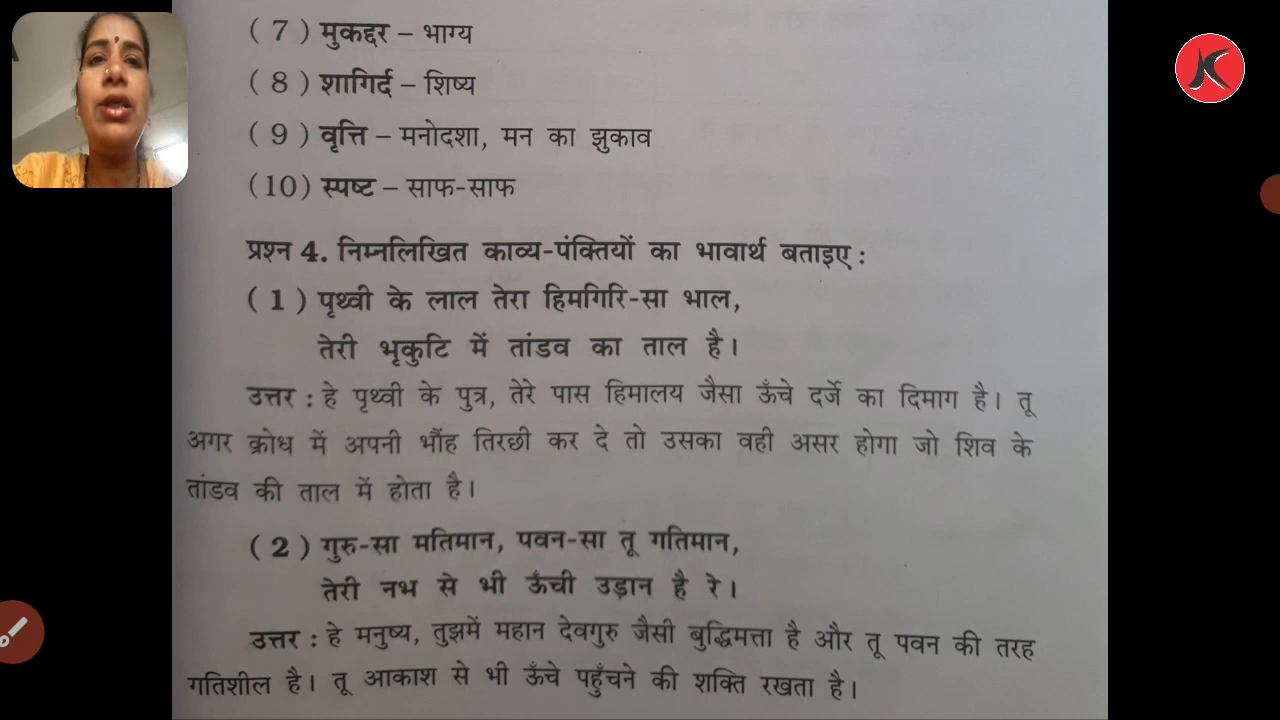 ( 7 ) मुकद्दर – भाग्य
( 8 ) शागिर्द – शिष्य
( 9 ) वृत्ति – मनोदशा, मन का झुकाव
(10) स्पष्ट – साफ-साफ
प्रश्न 4. निम्नलिखित काव्य-पंक्तियों का भावार्थ बताइए :
( 1 ) पृथ्वी के लाल तेरा हिमगिरि-सा भाल,
तेरी भृकुटि में तांडव का ताल है।
उत्तर : हे पृथ्वी के पुत्र, तेरे पास हिमालय जैसा ऊँचे दर्जे का दिमाग है। तू
अगर क्रोध में अपनी भौंह तिरछी कर दे तो उसका वही असर होगा जो शिव के
तांडव की ताल में होता है।
( 2 ) गुरु-सा मतिमान, पवन-सा तू गतिमान,
तेरी नभ से भी ऊँची उड़ान है रे।
उत्तर : हे मनुष्य, तुझमें महान देवगुरु जैसी बुद्धिमत्ता है और तू पवन की तरह
गतिशील है। तू आकाश से भी ऊँचे पहुँचने की शक्ति रखता है।
K